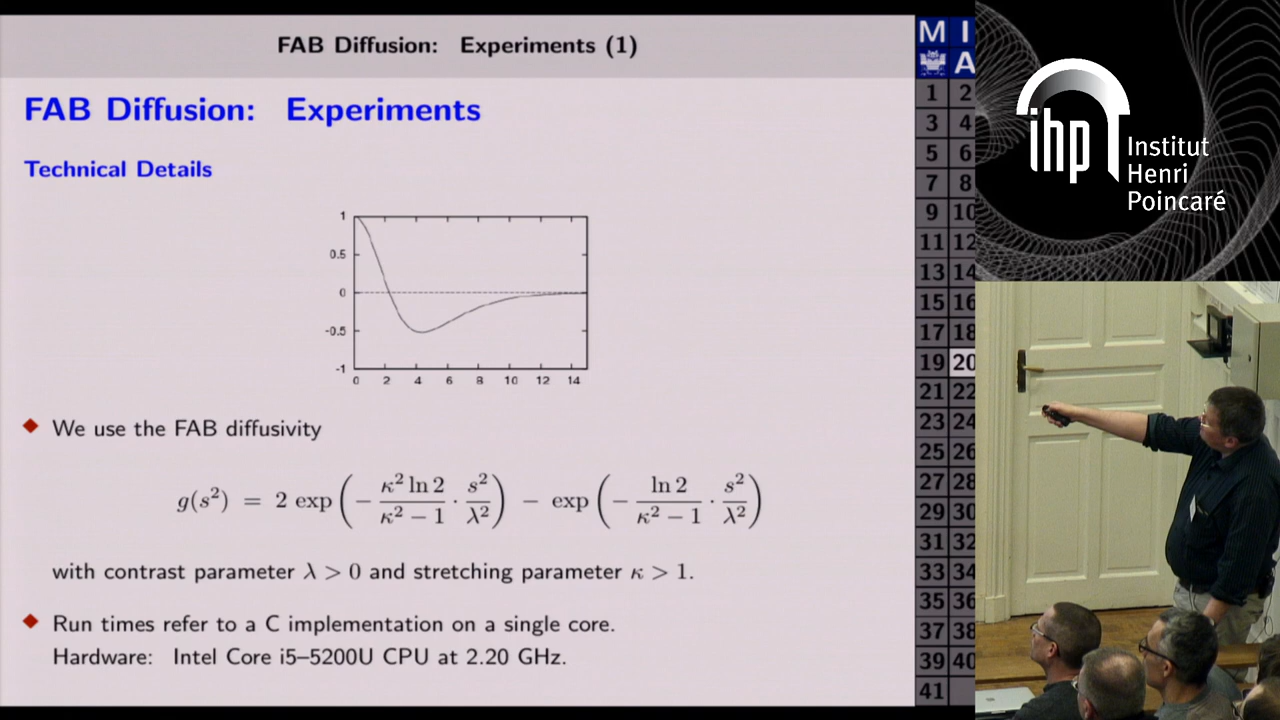 FAB Diffusion: Experiments (1)
FAB Diffusion: Experiments
Technical Details
1
0.5
0
-0.5
-1
0 2 4 6 8 10 12 14
◆ We use the FAB diffusivity
g(s²) = 2 exp(− κ² ln 2 / (κ² − 1) · s²/λ²) − exp(− ln 2 / (κ² − 1) · s²/λ²)
with contrast parameter λ > 0 and stretching parameter κ > 1.
◆ Run times refer to a C implementation on a single core.
Hardware: Intel Core i5–5200U CPU at 2.20 GHz.
M I
A
1 2
3 4
5 6
7 8
9 10
11 12
13 14
15 16
17 18
19 20
21 22
23 24
25 26
27 28
29 30
31 32
33 34
35 36
37 38
39 40
41
ihp
Institut
Henri
Poincaré